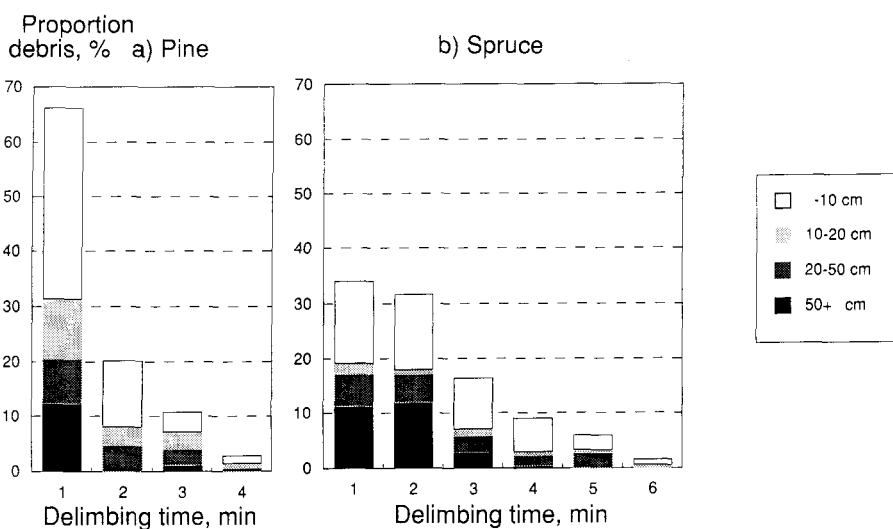 Proportion
debris, % a) Pine
b) Spruce
70
60
50
40
30
20
10
0
1 2 3 4
Delimbing time, min
70
60
50
40
30
20
10
0
1 2 3 4 5 6
Delimbing time, min
-10 cm
10-20 cm
20-50 cm
50+ cm